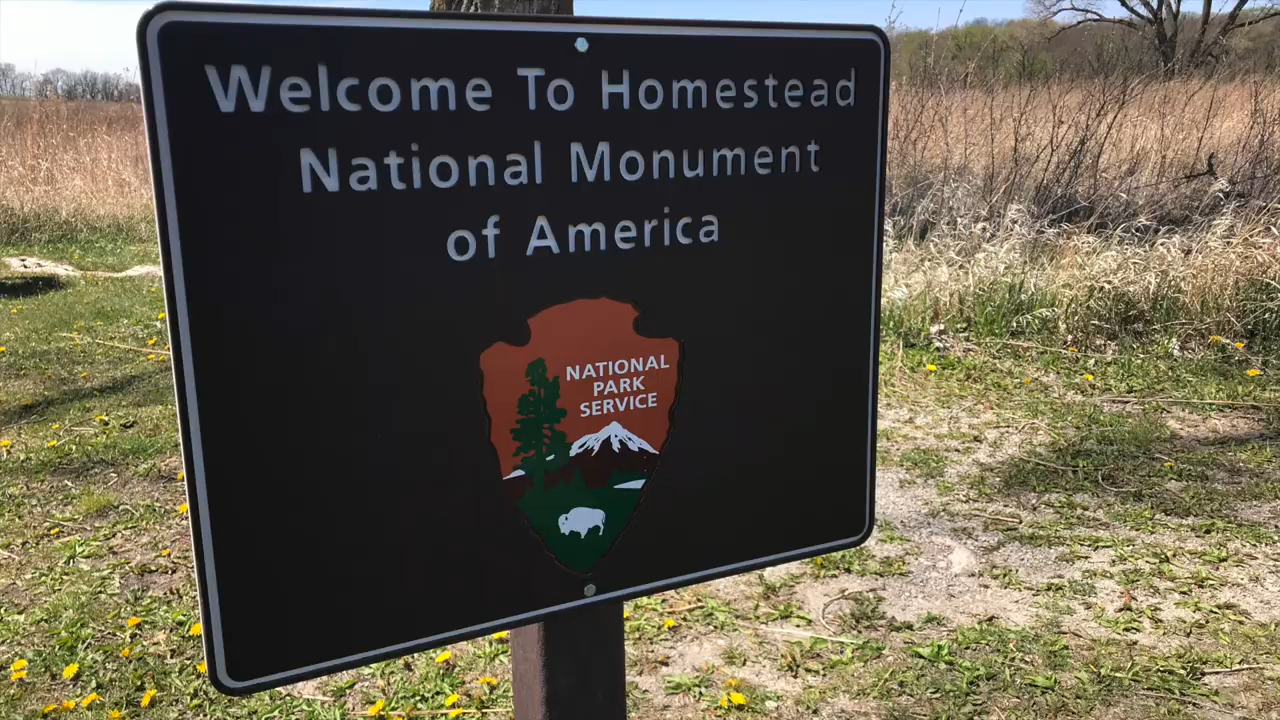 Welcome To Homestead
National Monument
of America
NATIONAL
PARK
SERVICE